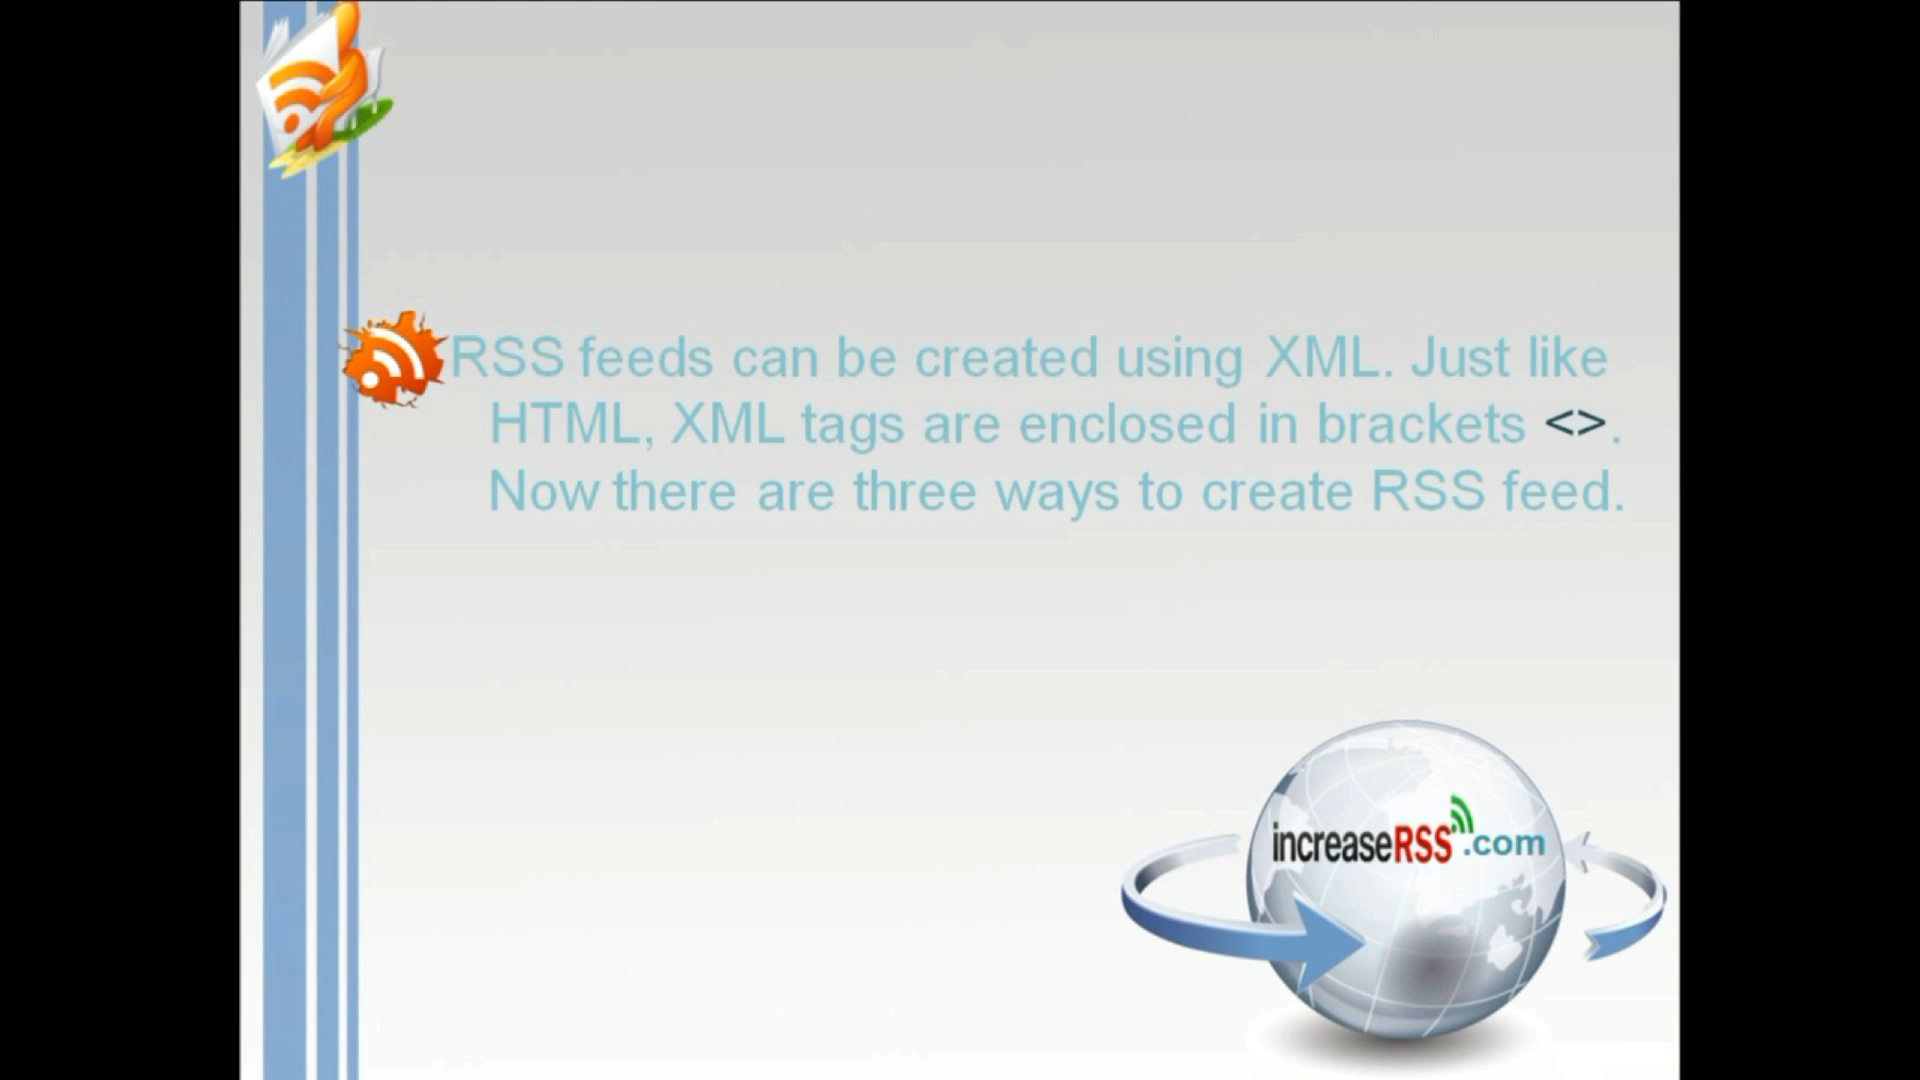 RSS feeds can be created using XML. Just like
HTML, XML tags are enclosed in brackets <>.
Now there are three ways to create RSS feed.
increaseRSS.com